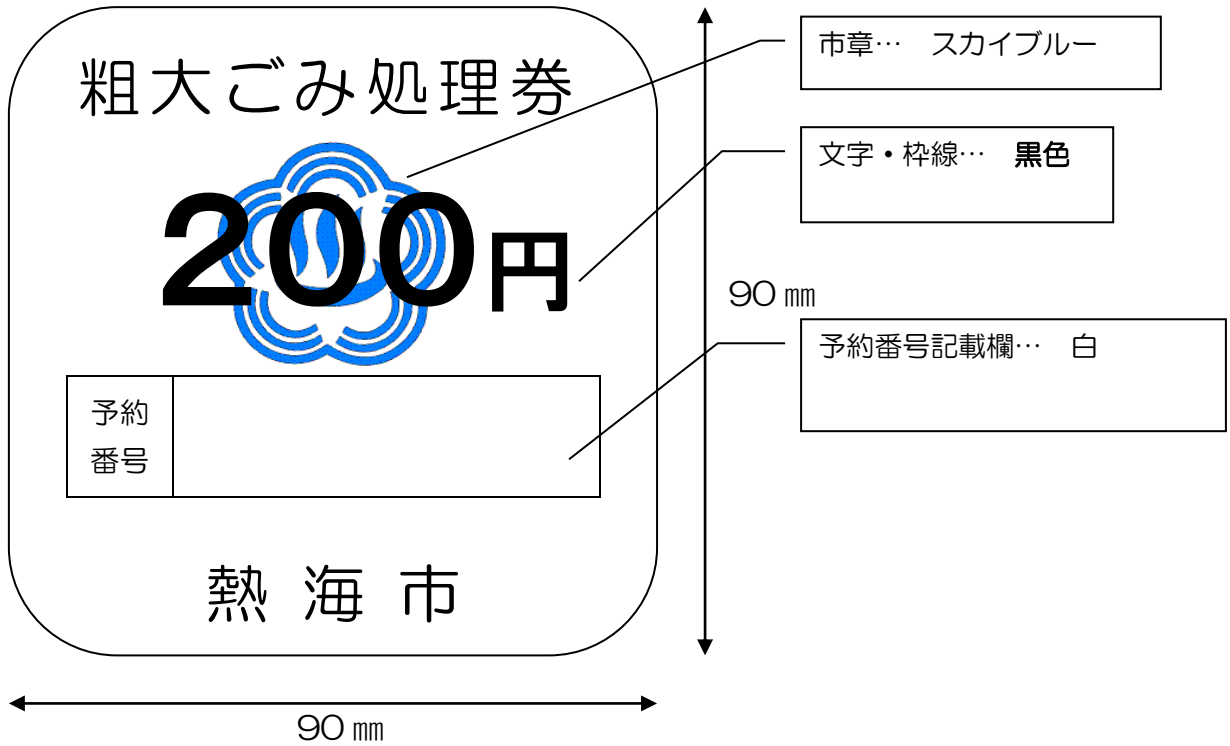 粗大ごみ処理券
200円
予約
番号
熱海市
90㎜
90㎜
市章… スカイブルー
文字・枠線… 黒色
予約番号記載欄… 白